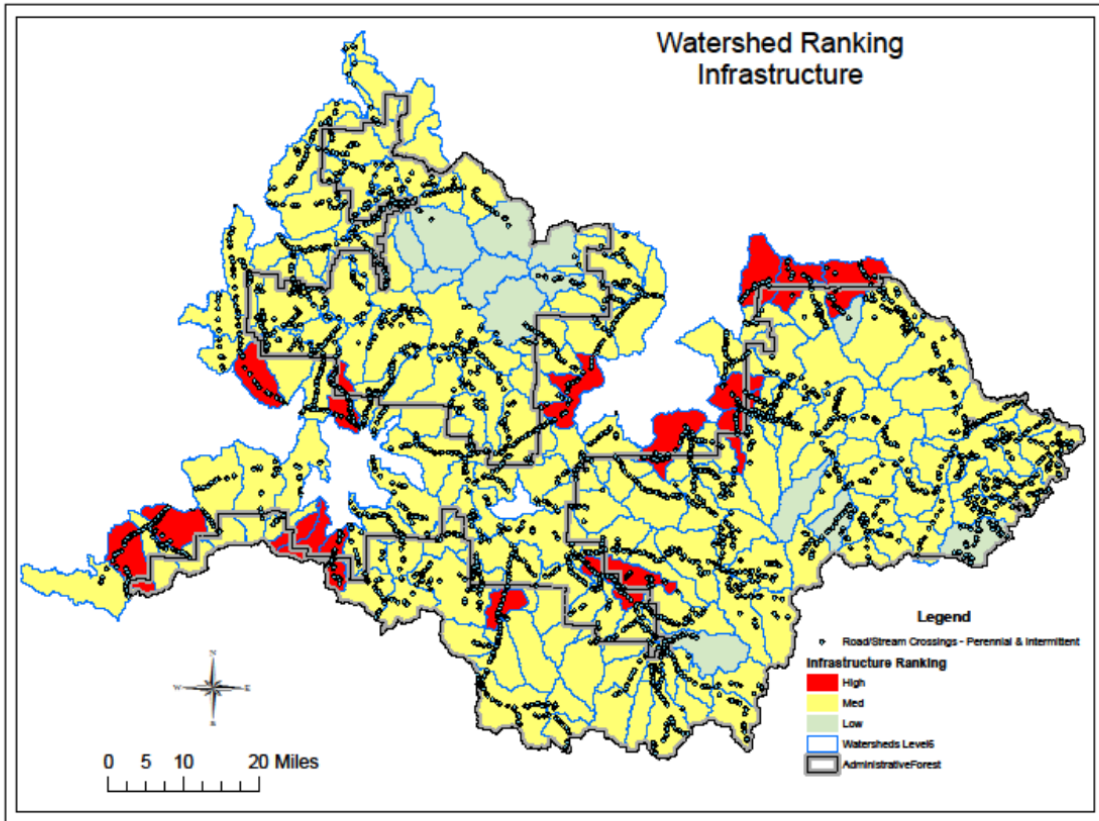 Watershed Ranking
Infrastructure
Legend
Road/Stream Crossings - Perennial & Intermittent
Infrastructure Ranking
High
Med
Low
Watersheds Level6
AdministrativeForest
N
W
E
S
0 5 10 20 Miles